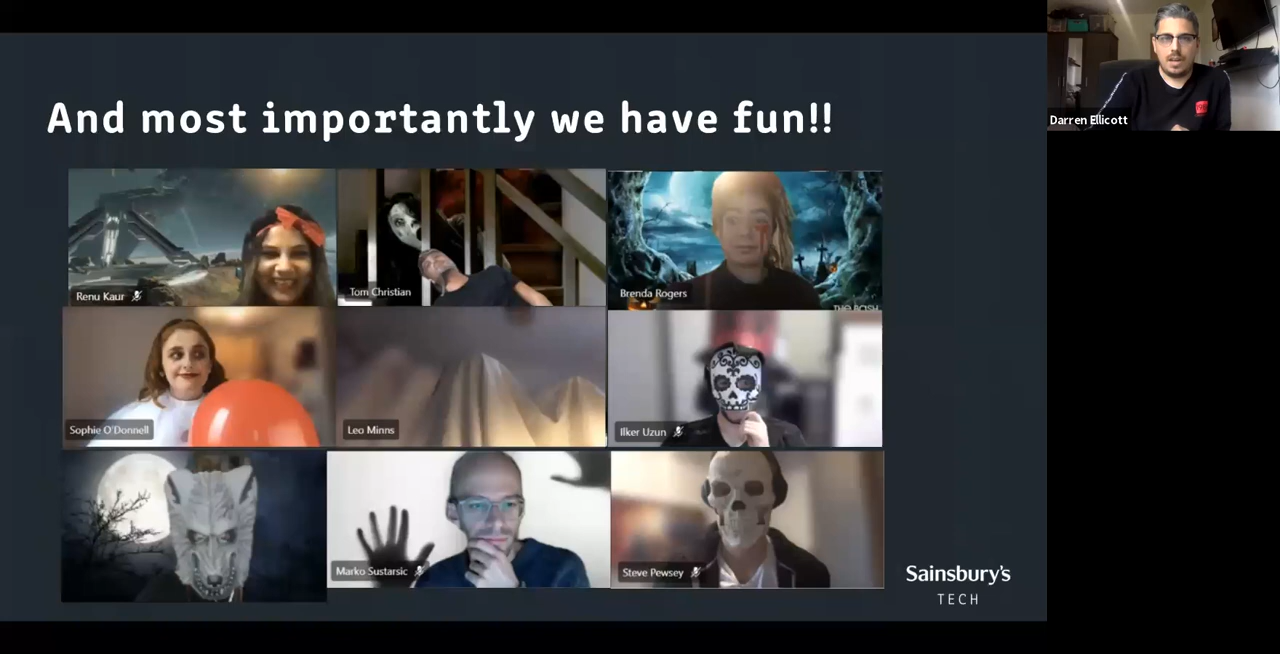 And most importantly we have fun!!
Darren Ellicott
Renu Kaur
Tom Christian
Brenda Rogers
Sophie O'Donnell
Leo Minns
Ilker Uzun
Marko Sustarsic
Steve Pewsey
Sainsbury's
TECH